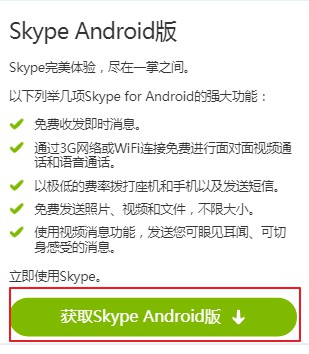 Skype Android版
Skype完美体验，尽在一掌之间。
以下列举几项Skype for Android的强大功能：
免费收发即时消息。
通过3G网络或WiFi连接免费进行面对面视频通
话和语音通话。
以极低的费率拨打座机和手机以及发送短信。
免费发送照片、视频和文件，不限大小。
使用视频消息功能，发送您可眼见耳闻、可切
身感受的消息。
立即使用Skype。
获取Skype Android版